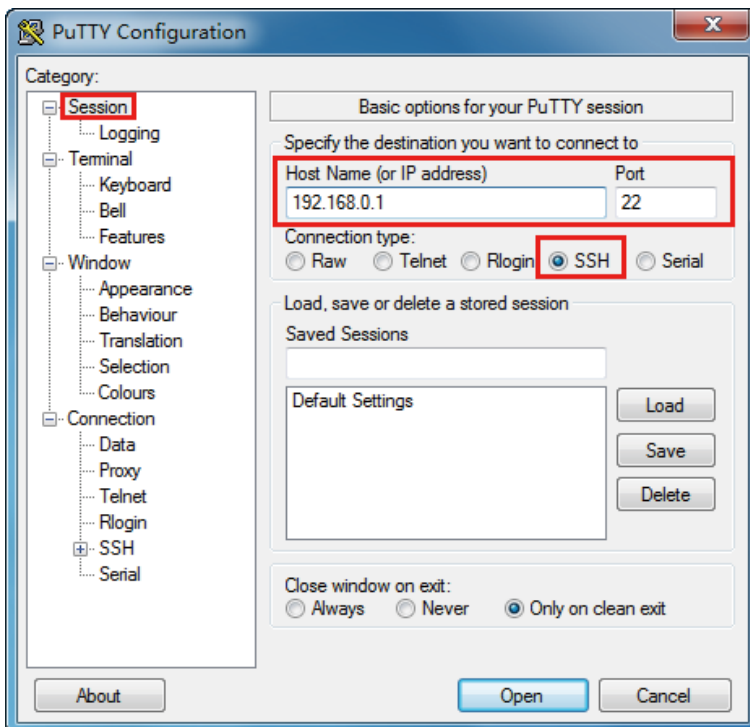 PuTTY Configuration
Category:
Session
Logging
Terminal
Keyboard
Bell
Features
Window
Appearance
Behaviour
Translation
Selection
Colours
Connection
Data
Proxy
Telnet
Rlogin
SSH
Serial
Basic options for your PuTTY session
Specify the destination you want to connect to
Host Name (or IP address) Port
192.168.0.1 22
Connection type:
Raw Telnet Rlogin SSH Serial
Load, save or delete a stored session
Saved Sessions
Default Settings
Load
Save
Delete
Close window on exit:
Always Never Only on clean exit
About Open Cancel